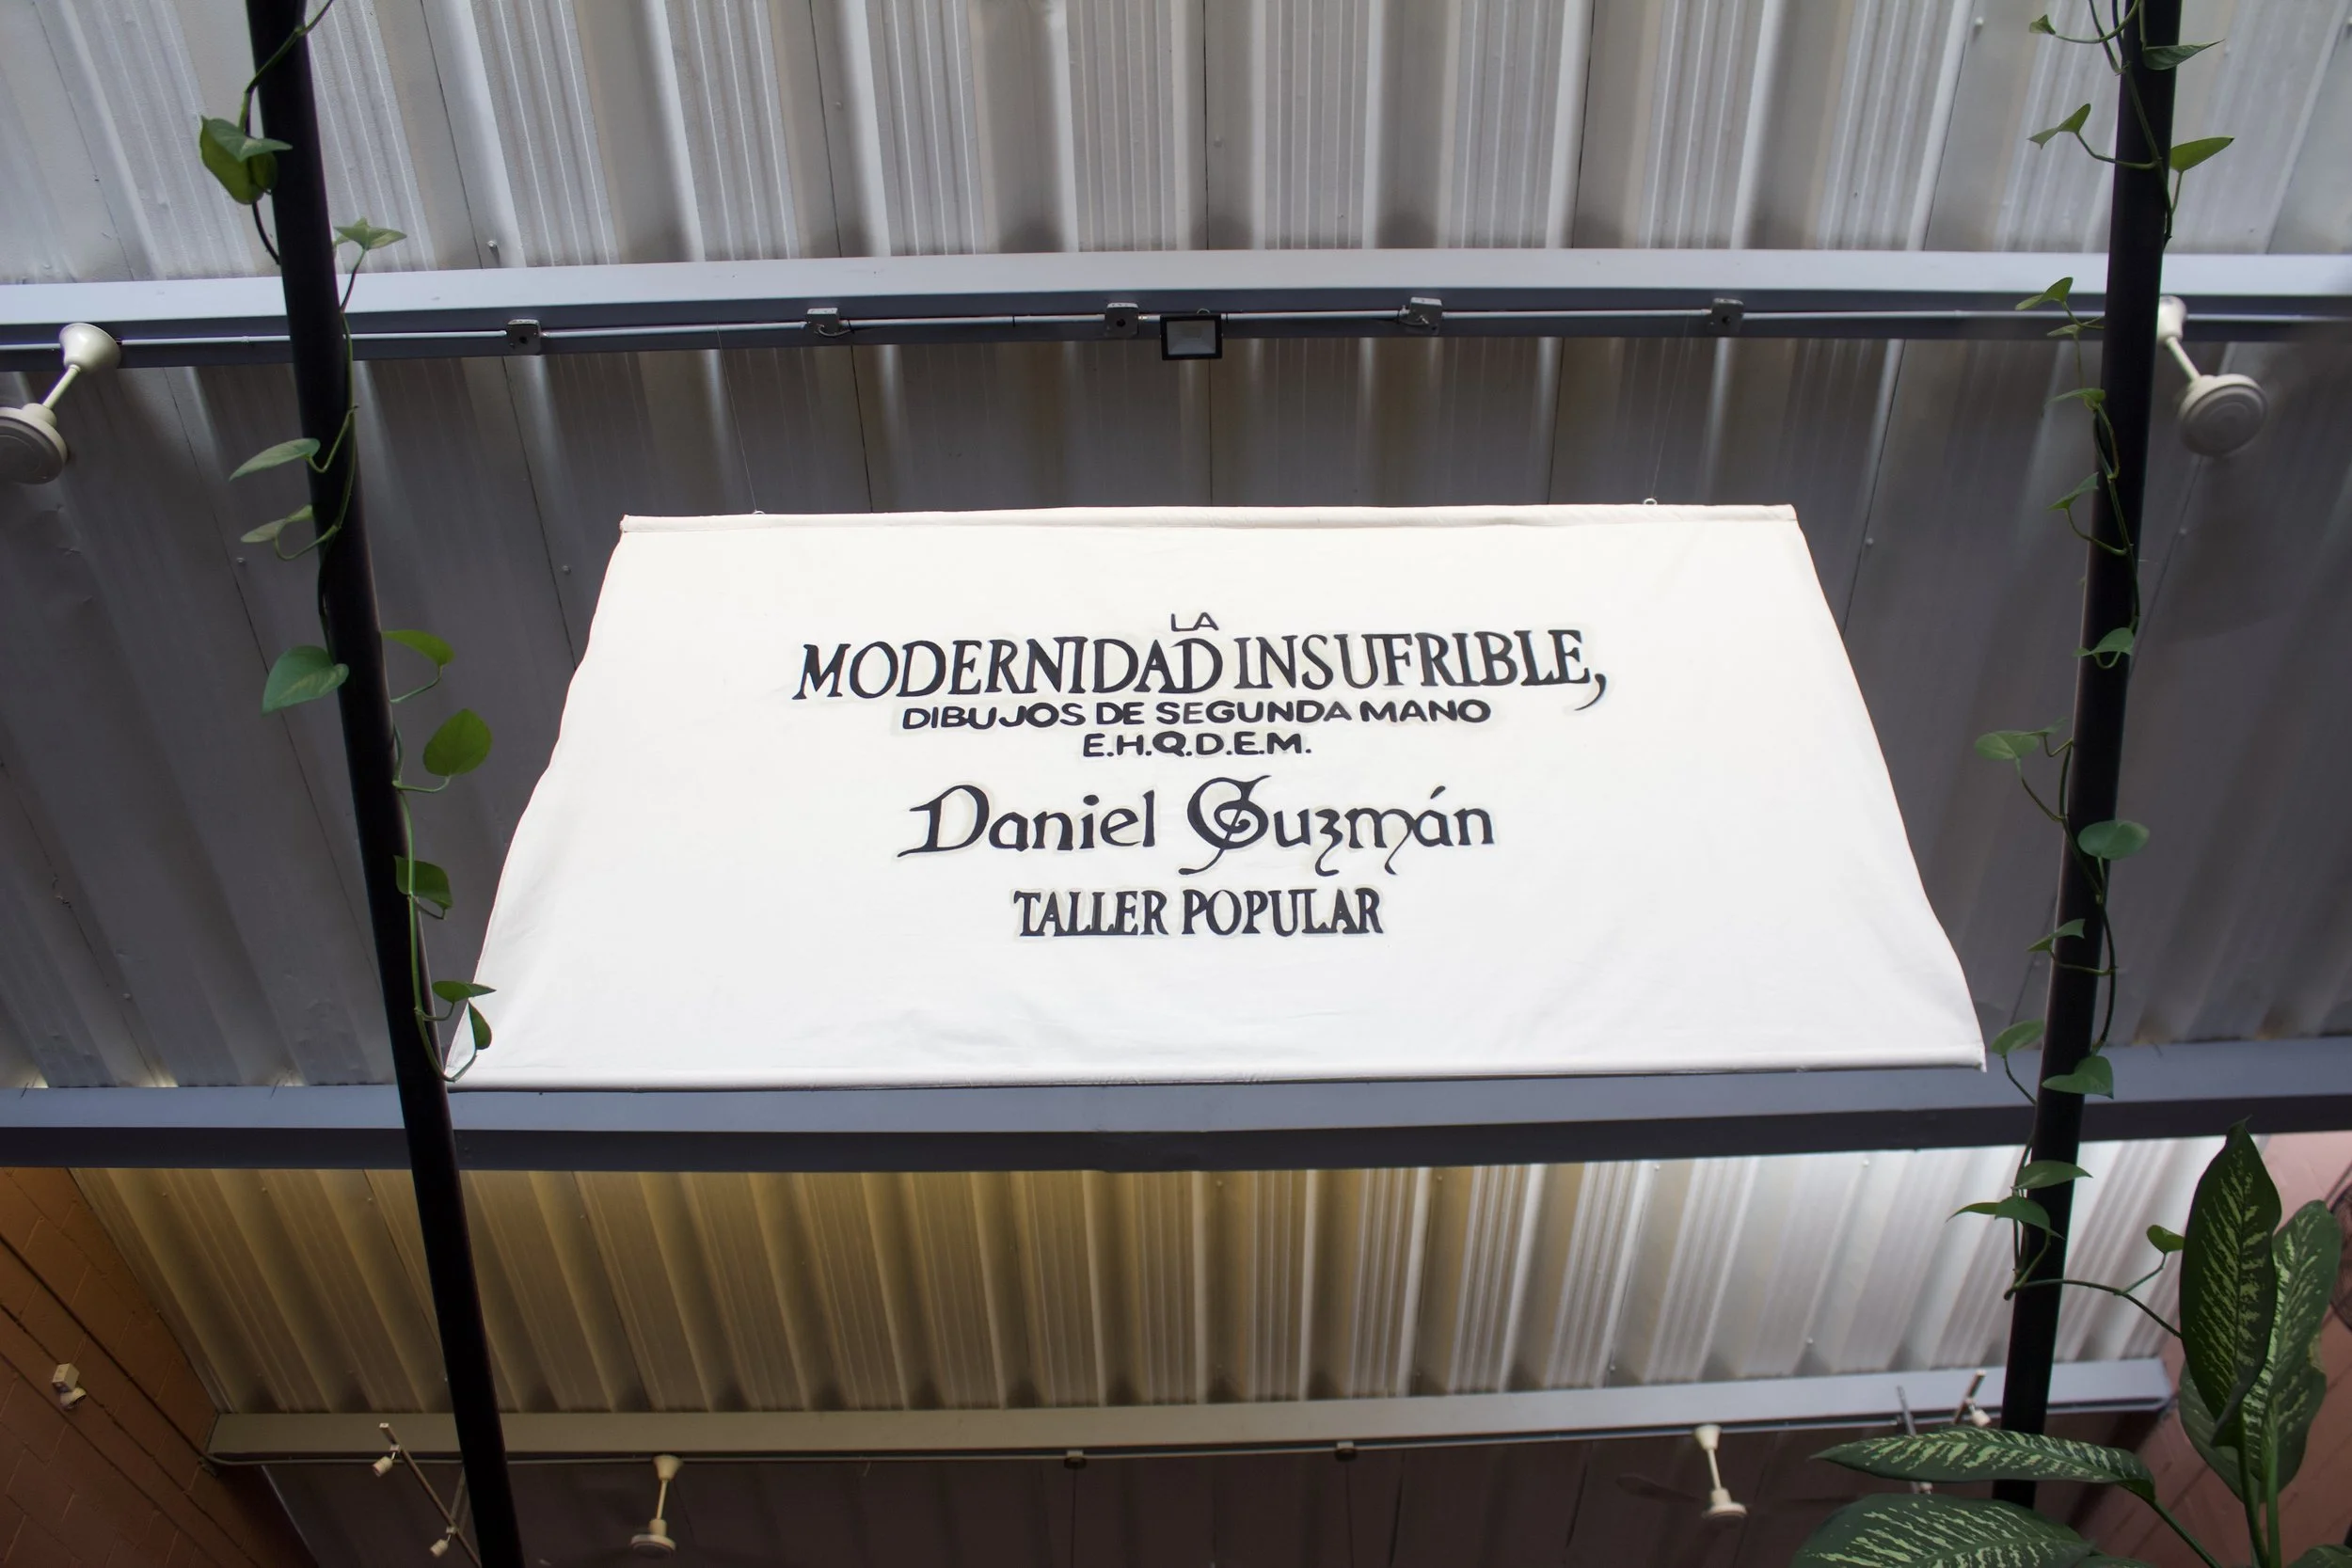 LA
MODERNIDAD INSUFRIBLE,
DIBUJOS DE SEGUNDA MANO
E.H.Q.D.E.M.
Daniel Guzmán
TALLER POPULAR